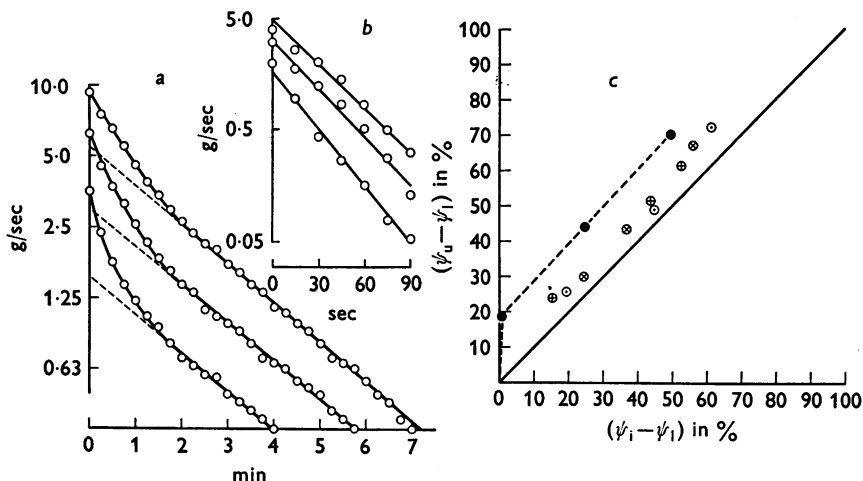 a
10·0
5·0
2·5
1·25
0·63
g/sec
0 1 2 3 4 5 6 7
min
b
5·0
0·5
0·05
g/sec
0 30 60 90
sec
c
100
90
80
70
60
50
40
30
20
10
(ψu−ψl) in %
0 10 20 30 40 50 60 70 80 90 100
(ψi−ψl) in %